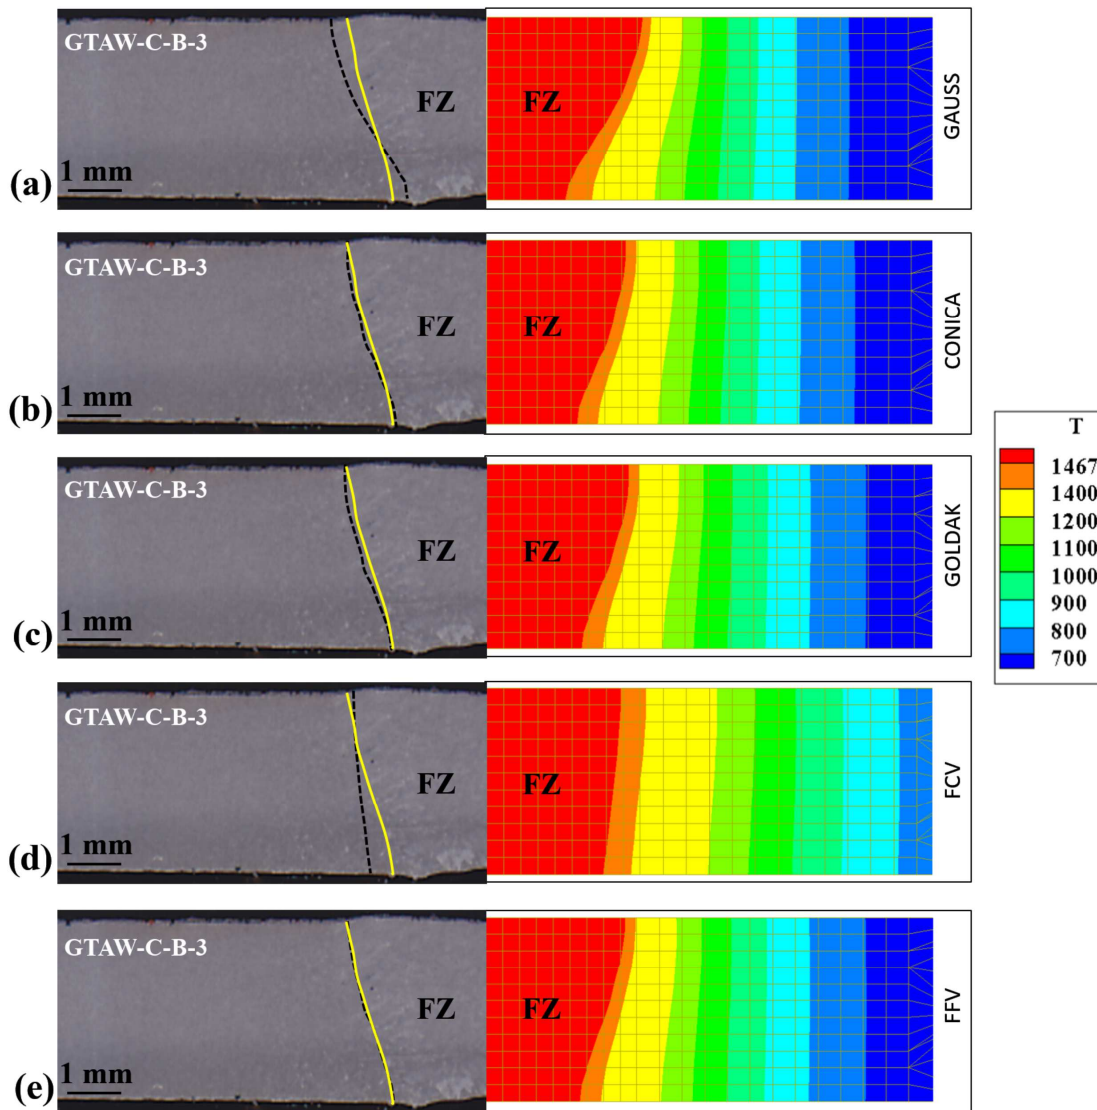 GTAW-C-B-3
FZ
1 mm
(a)
FZ
GAUSS
GTAW-C-B-3
FZ
1 mm
(b)
FZ
CONICA
GTAW-C-B-3
FZ
1 mm
(c)
FZ
GOLDAK
GTAW-C-B-3
FZ
1 mm
(d)
FZ
FCV
GTAW-C-B-3
FZ
1 mm
(e)
FZ
FFV
T
1467
1400
1200
1100
1000
900
800
700